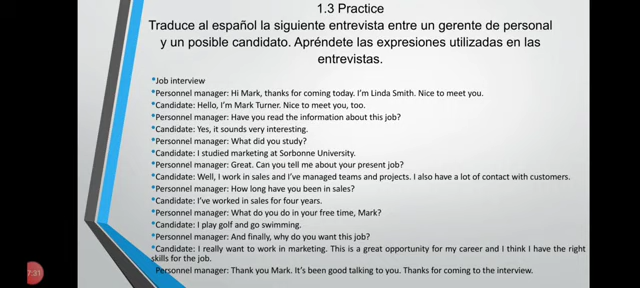 1.3 Practice
Traduce al español la siguiente entrevista entre un gerente de personal
y un posible candidato. Apréndete las expresiones utilizadas en las
entrevistas.
•Job interview
•Personnel manager: Hi Mark, thanks for coming today. I'm Linda Smith. Nice to meet you.
•Candidate: Hello, I'm Mark Turner. Nice to meet you, too.
•Personnel manager: Have you read the information about this job?
•Candidate: Yes, it sounds very interesting.
•Personnel manager: What did you study?
•Candidate: I studied marketing at Sorbonne University.
•Personnel manager: Great. Can you tell me about your present job?
•Candidate: Well, I work in sales and I've managed teams and projects. I also have a lot of contact with customers.
•Personnel manager: How long have you been in sales?
•Candidate: I've worked in sales for four years.
•Personnel manager: What do you do in your free time, Mark?
•Candidate: I play golf and go swimming.
•Personnel manager: And finally, why do you want this job?
•Candidate: I really want to work in marketing. This is a great opportunity for my career and I think I have the right
skills for the job.
Personnel manager: Thank you Mark. It's been good talking to you. Thanks for coming to the interview.
7:31